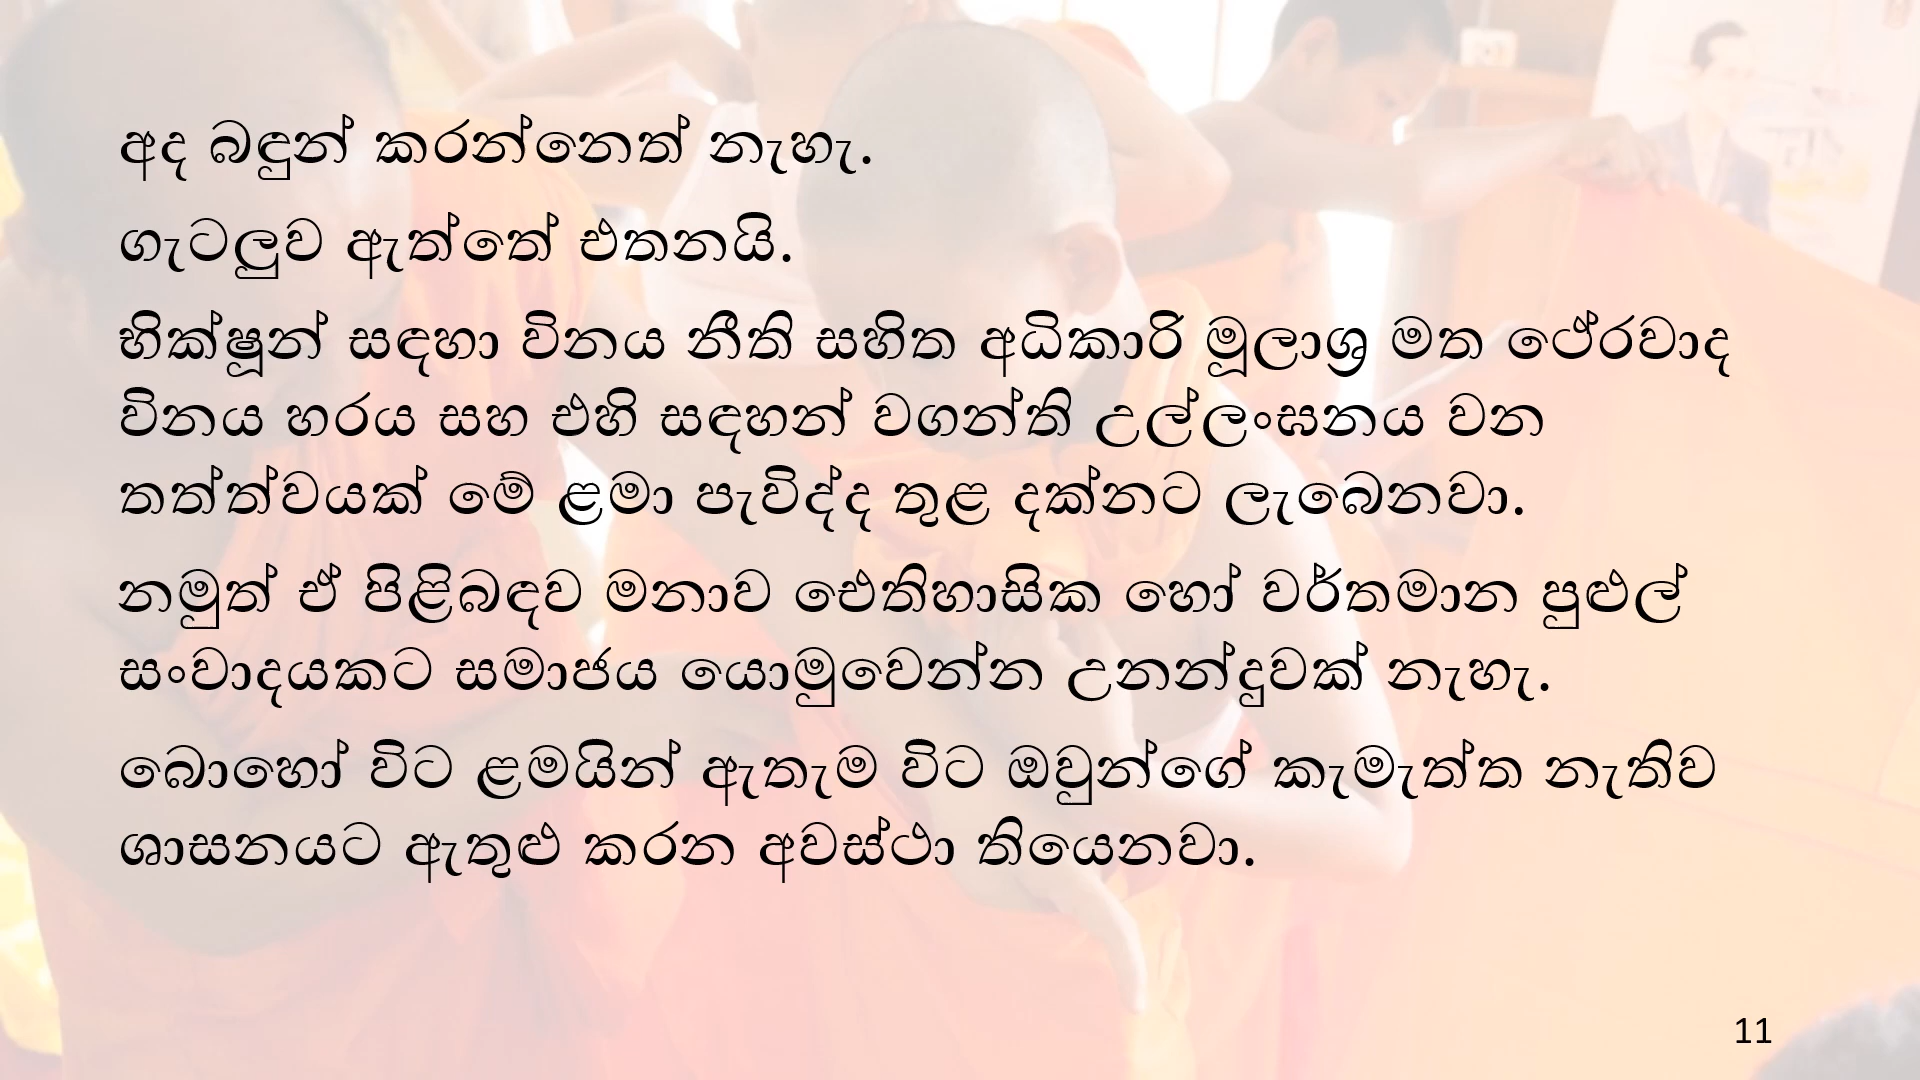 අද බඳුන් කරන්නෙත් නැහැ.
ගැටලුව ඇත්තේ එතනයි.
භික්ෂූන් සඳහා විනය නීති සහිත අධිකාරි මූලාශ්‍ර මත ථේරවාද
විනය හරය සහ එහි සඳහන් වගන්ති උල්ලංඝනය වන
තත්ත්වයක් මේ ළමා පැවිද්ද තුළ දක්නට ලැබෙනවා.
නමුත් ඒ පිළිබඳව මනාව ඓතිහාසික හෝ වර්තමාන පුළුල්
සංවාදයකට සමාජය යොමුවෙන්න උනන්දුවක් නැහැ.
බොහෝ විට ළමයින් ඇතැම් විට ඔවුන්ගේ කැමැත්ත නැතිව
ශාසනයට ඇතුළු කරන අවස්ථා තියෙනවා.
11